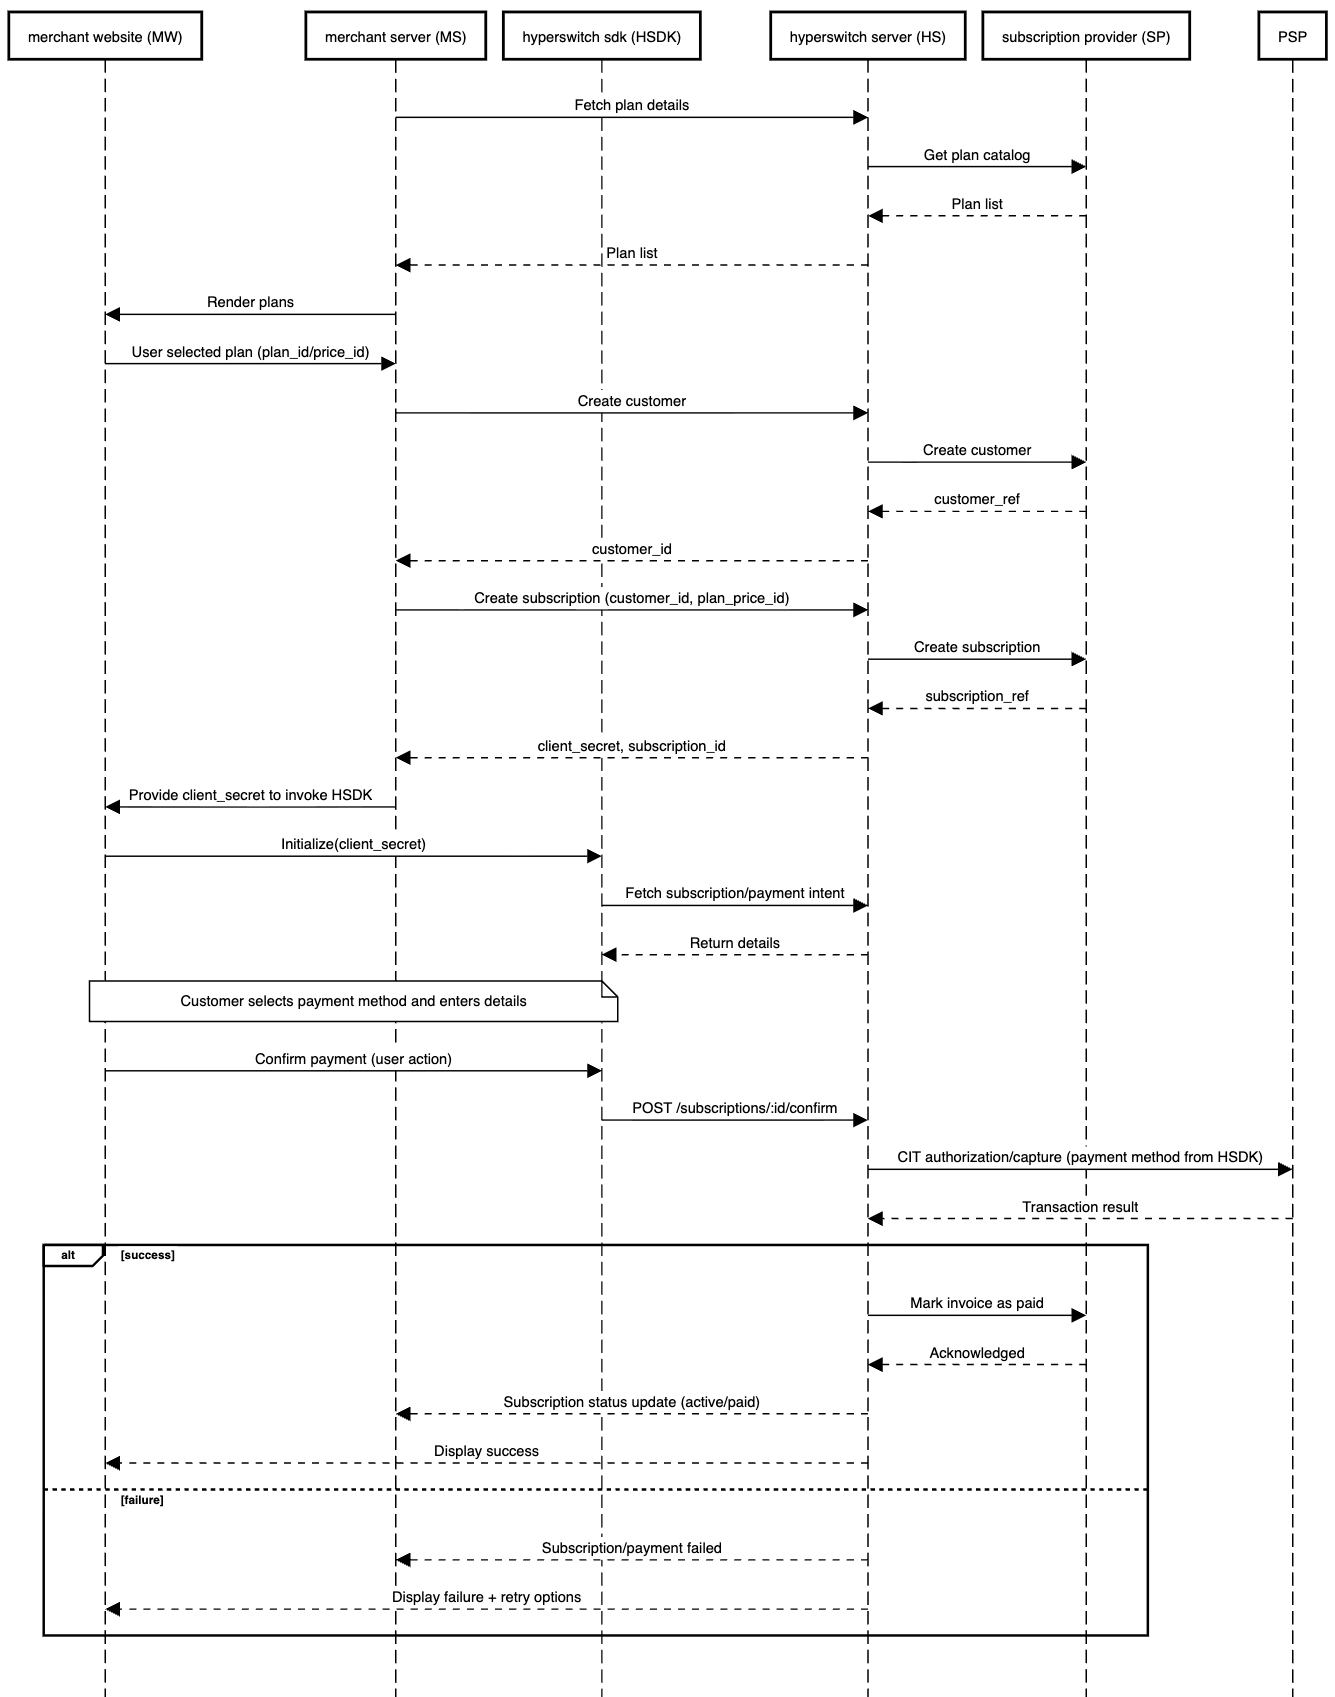 merchant website (MW)
merchant server (MS)
hyperswitch sdk (HSDK)
hyperswitch server (HS)
subscription provider (SP)
PSP
Fetch plan details
Get plan catalog
Plan list
Plan list
Render plans
User selected plan (plan_id/price_id)
Create customer
Create customer
customer_ref
customer_id
Create subscription (customer_id, plan_price_id)
Create subscription
subscription_ref
client_secret, subscription_id
Provide client_secret to invoke HSDK
Initialize(client_secret)
Fetch subscription/payment intent
Return details
Customer selects payment method and enters details
Confirm payment (user action)
POST /subscriptions/:id/confirm
CIT authorization/capture (payment method from HSDK)
Transaction result
alt
[success]
Mark invoice as paid
Acknowledged
Subscription status update (active/paid)
Display success
[failure]
Subscription/payment failed
Display failure + retry options